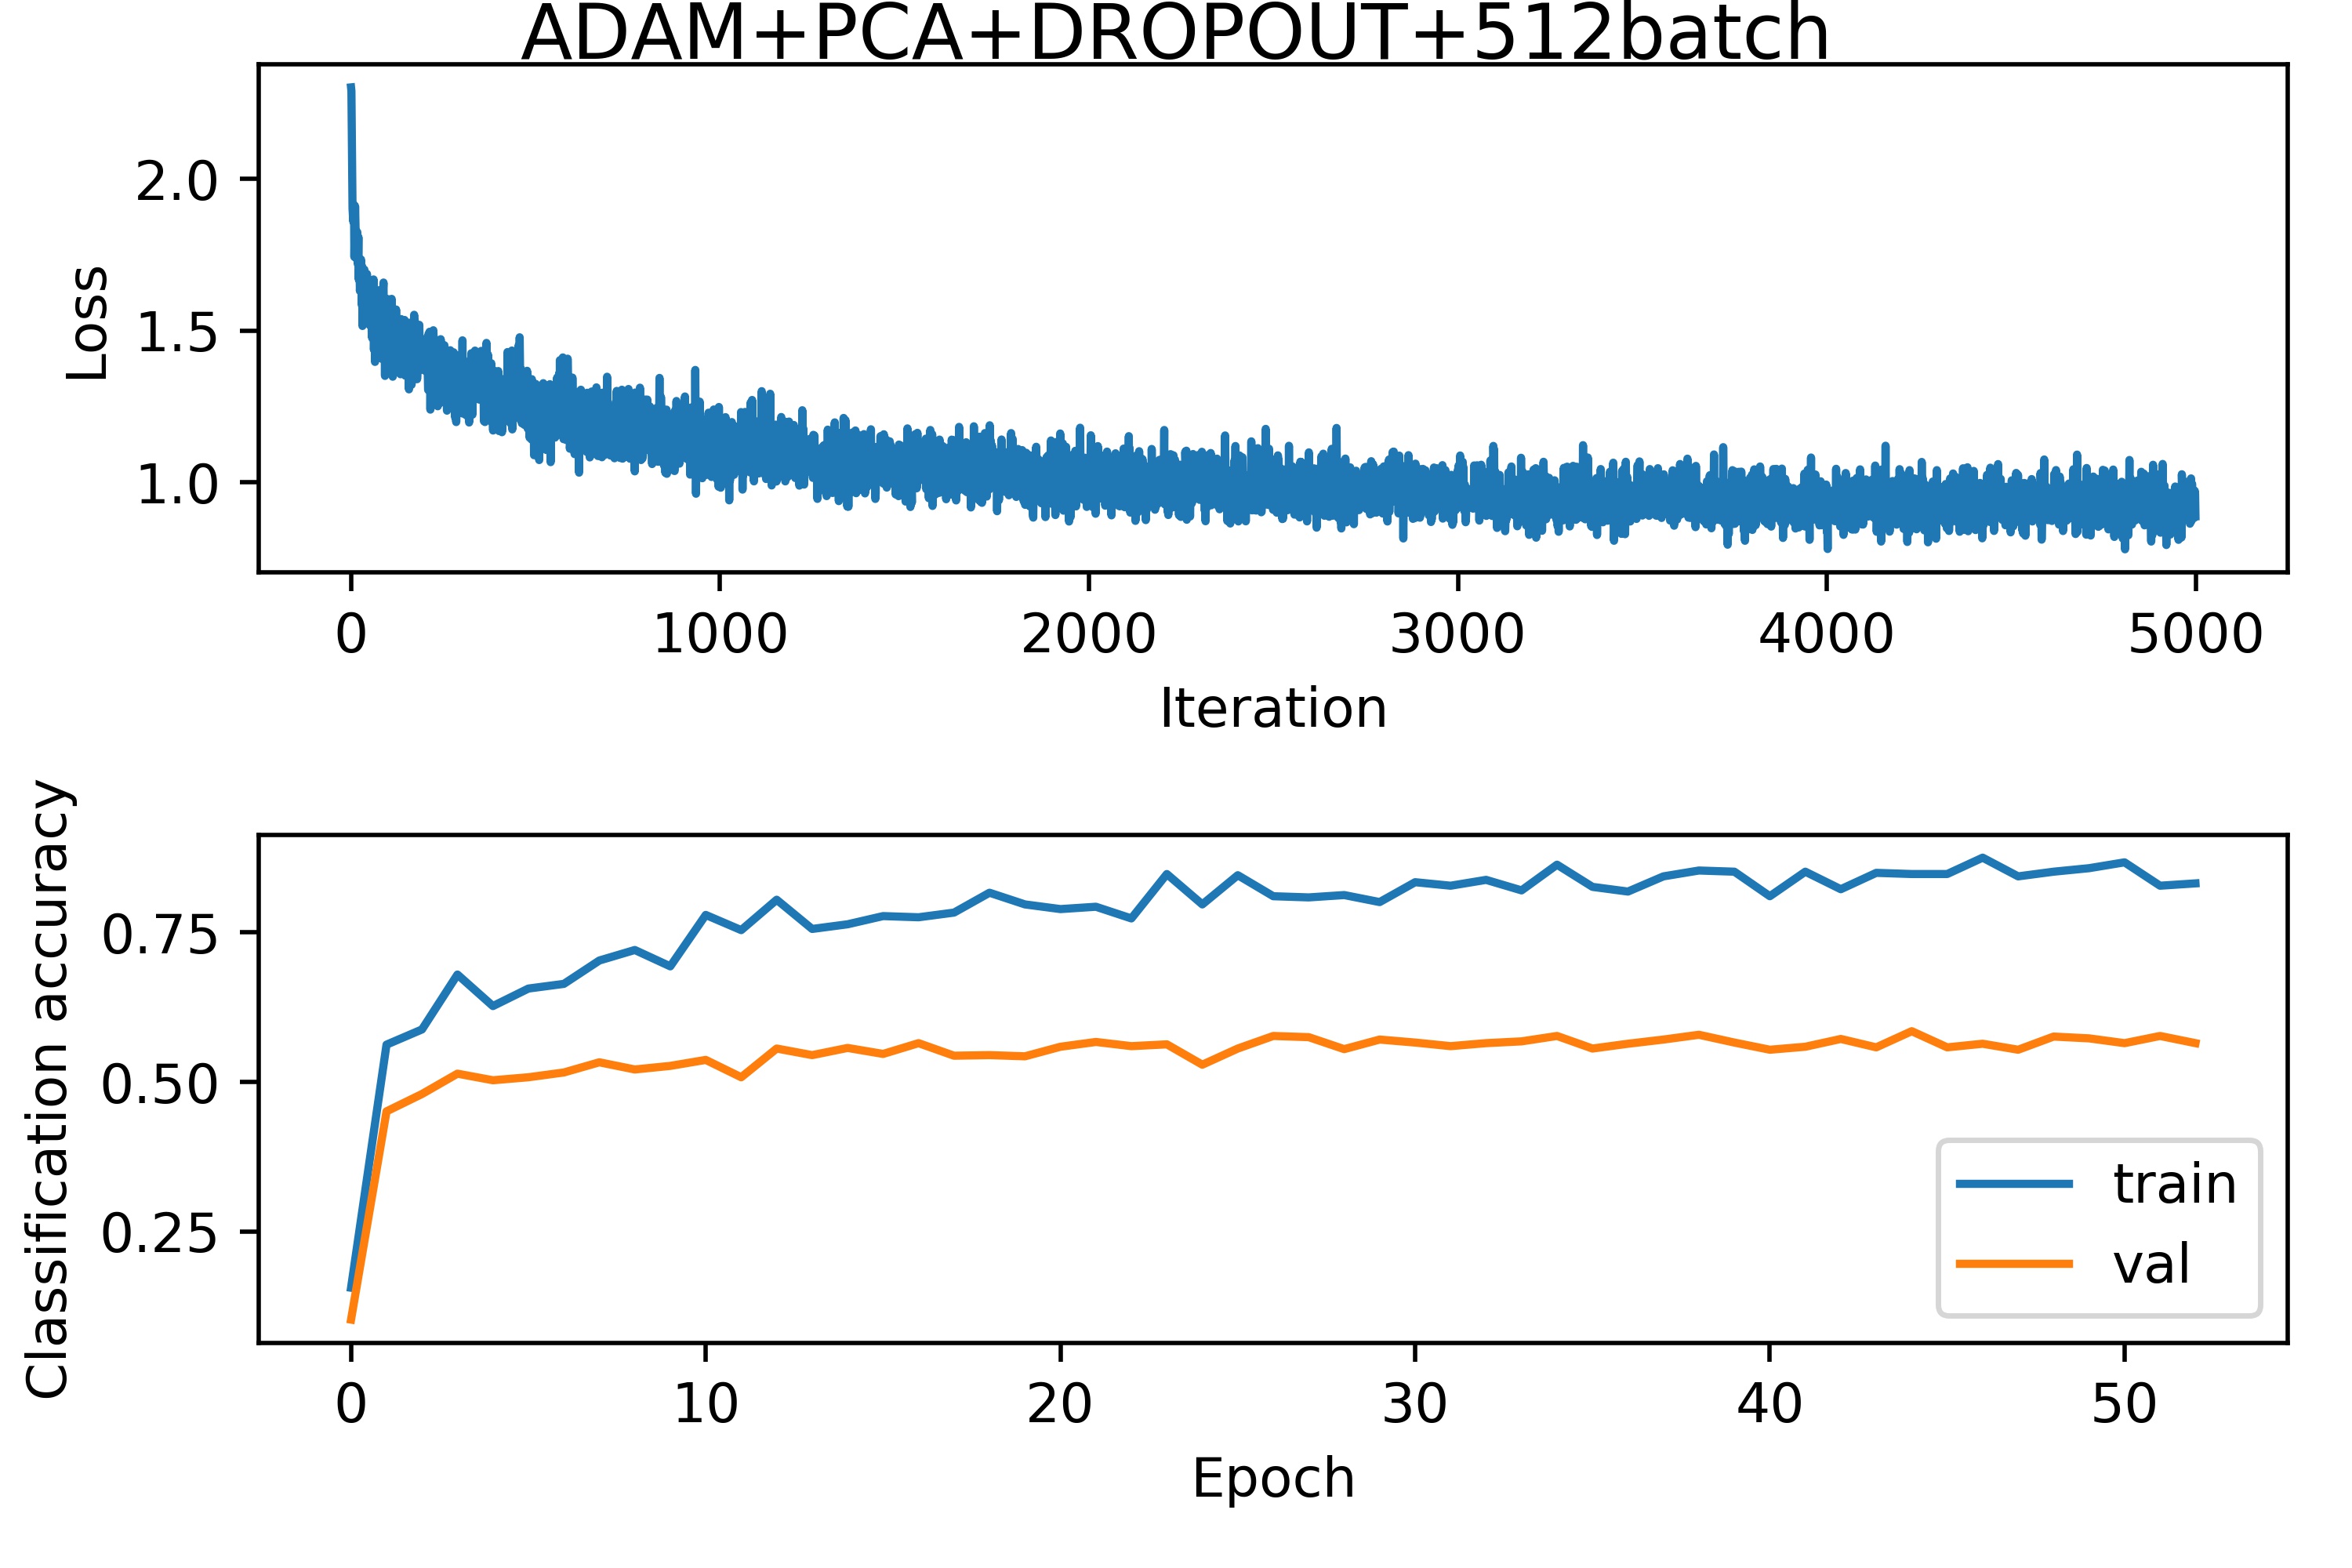 ADAM+PCA+DROPOUT+512batch
Loss
2.0
1.5
1.0
0 1000 2000 3000 4000 5000
Iteration
Classification accuracy
0.75
0.50
0.25
train
val
0 10 20 30 40 50
Epoch